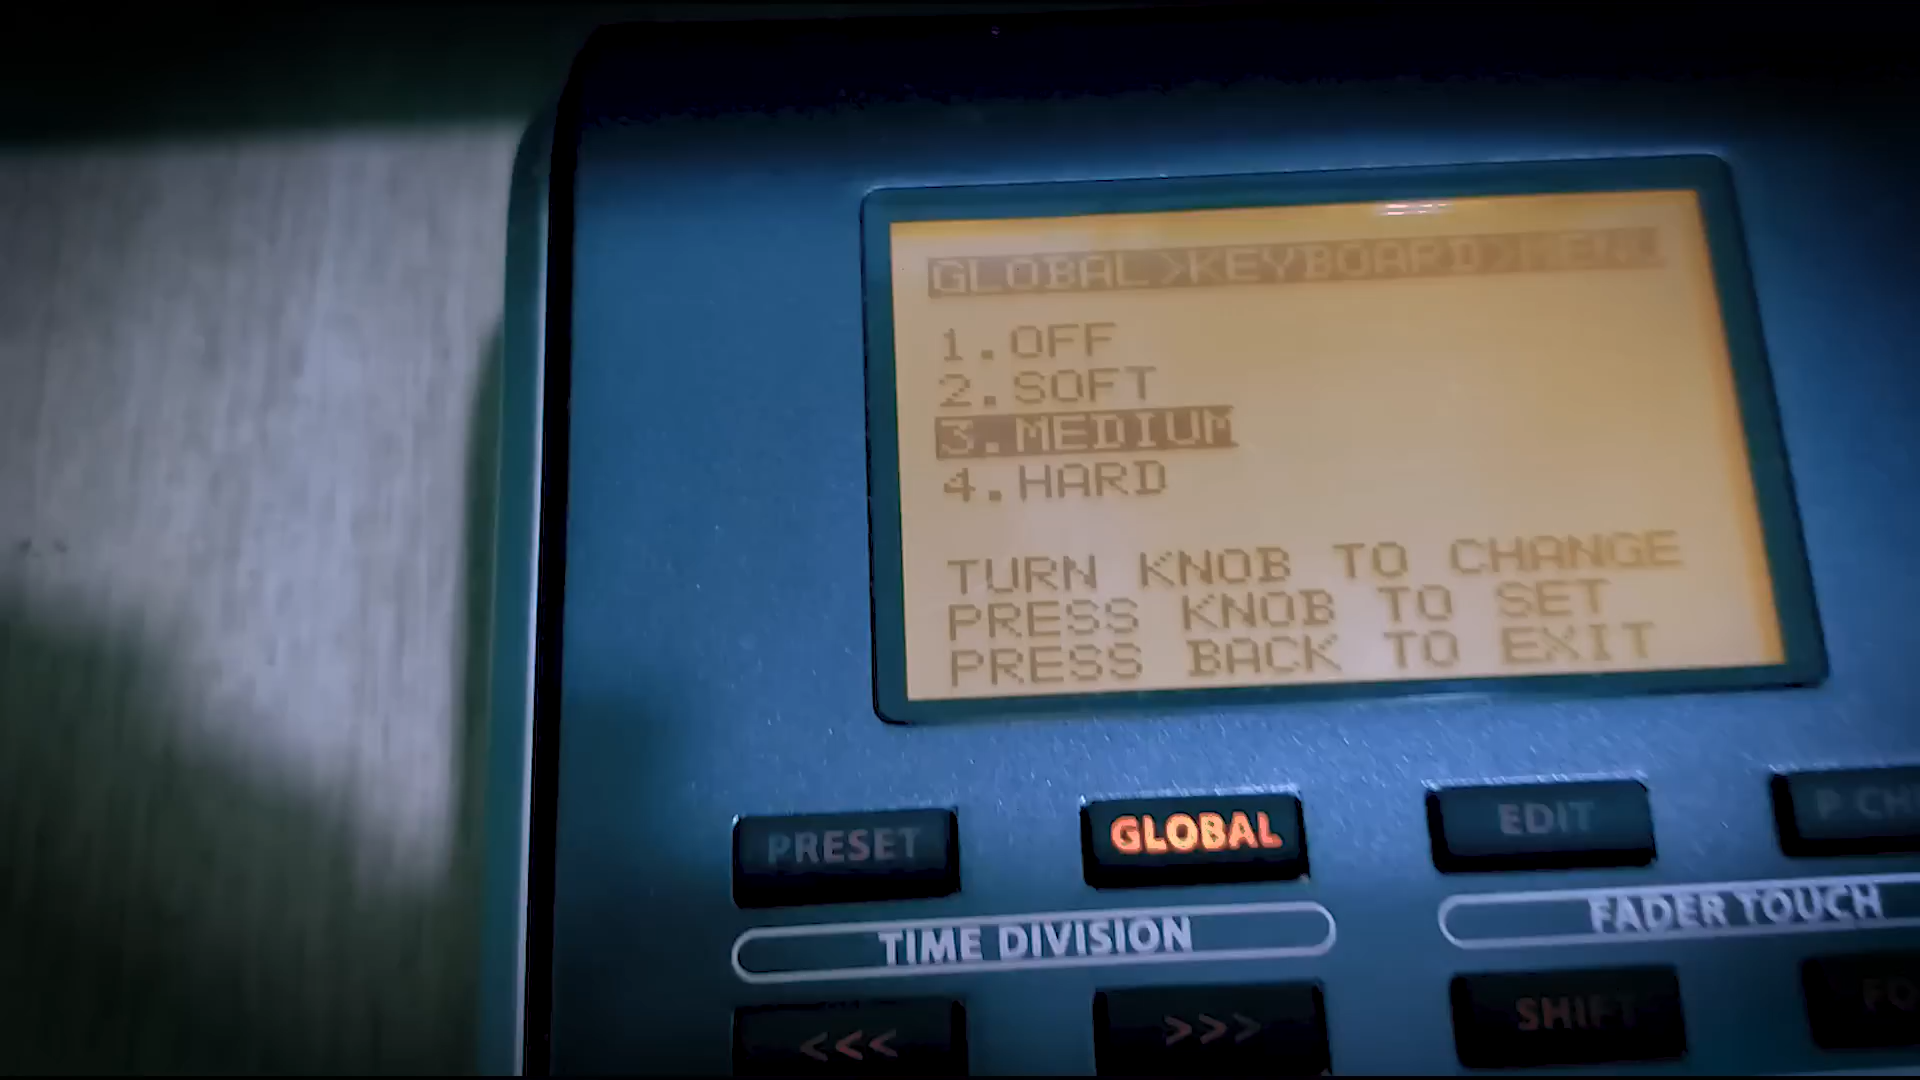 GLOBAL>KEYBOARD>MENU
1.OFF
2.SOFT
3.MEDIUM
4.HARD
TURN KNOB TO CHANGE
PRESS KNOB TO SET
PRESS BACK TO EXIT
PRESET
GLOBAL
EDIT
TIME DIVISION
FADER TOUCH
<<<
>>>
SHIFT